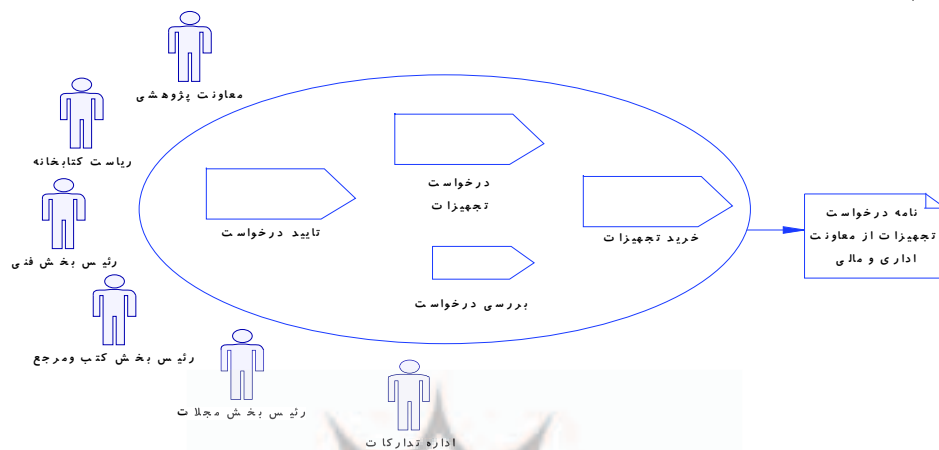 معاونت پژوهشی
ریاست کتابخانه
رئیس بخش فنی
رئیس بخش کتب ومرجع
رئیس بخش مجلات
اداره تدارکات
درخواست
تجهیزات
تایید درخواست
خرید تجهیزات
بررسی درخواست
نامه درخواست
تجهیزات از معاونت
اداری و مالی